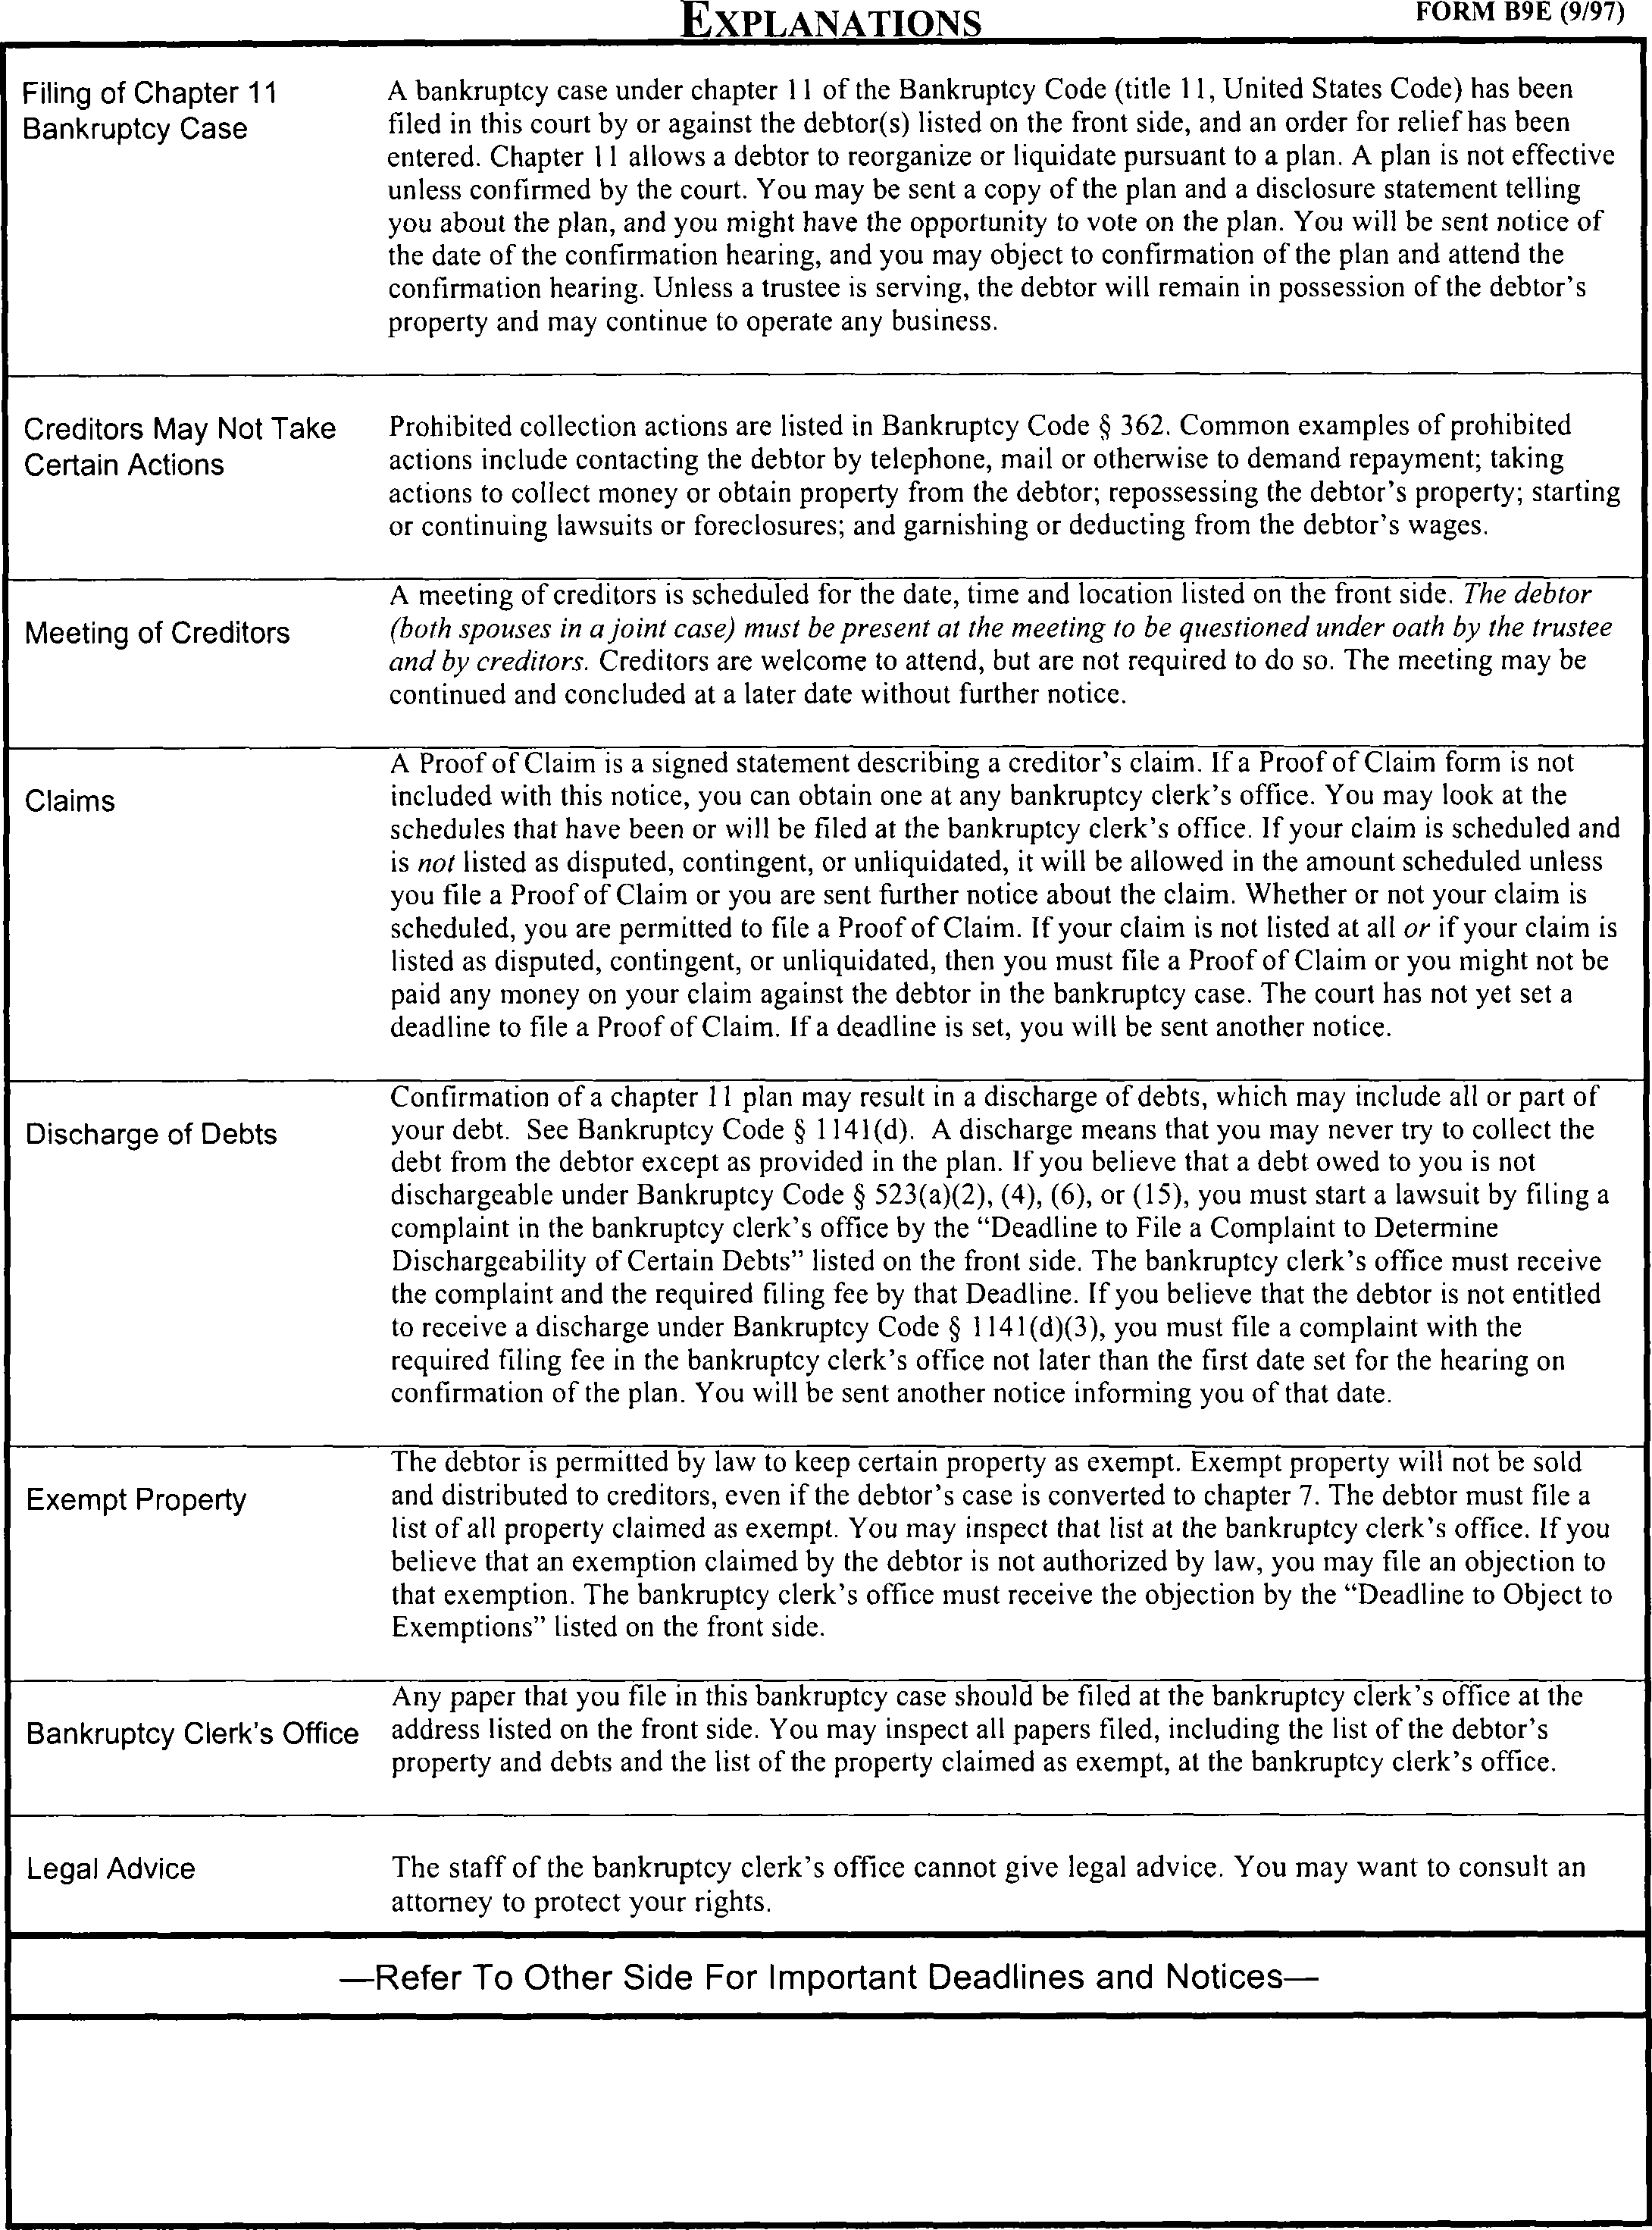 EXPLANATIONS
FORM B9E (9/97)
Filing of Chapter 11
Bankruptcy Case
A bankruptcy case under chapter 11 of the Bankruptcy Code (title 11, United States Code) has been
filed in this court by or against the debtor(s) listed on the front side, and an order for relief has been
entered. Chapter 11 allows a debtor to reorganize or liquidate pursuant to a plan. A plan is not effective
unless confirmed by the court. You may be sent a copy of the plan and a disclosure statement telling
you about the plan, and you might have the opportunity to vote on the plan. You will be sent notice of
the date of the confirmation hearing, and you may object to confirmation of the plan and attend the
confirmation hearing. Unless a trustee is serving, the debtor will remain in possession of the debtor's
property and may continue to operate any business.
Creditors May Not Take
Certain Actions
Prohibited collection actions are listed in Bankruptcy Code § 362. Common examples of prohibited
actions include contacting the debtor by telephone, mail or otherwise to demand repayment; taking
actions to collect money or obtain property from the debtor; repossessing the debtor's property; starting
or continuing lawsuits or foreclosures; and garnishing or deducting from the debtor's wages.
Meeting of Creditors
A meeting of creditors is scheduled for the date, time and location listed on the front side. The debtor
(both spouses in a joint case) must be present at the meeting to be questioned under oath by the trustee
and by creditors. Creditors are welcome to attend, but are not required to do so. The meeting may be
continued and concluded at a later date without further notice.
Claims
A Proof of Claim is a signed statement describing a creditor's claim. If a Proof of Claim form is not
included with this notice, you can obtain one at any bankruptcy clerk's office. You may look at the
schedules that have been or will be filed at the bankruptcy clerk's office. If your claim is scheduled and
is not listed as disputed, contingent, or unliquidated, it will be allowed in the amount scheduled unless
you file a Proof of Claim or you are sent further notice about the claim. Whether or not your claim is
scheduled, you are permitted to file a Proof of Claim. If your claim is not listed at all or if your claim is
listed as disputed, contingent, or unliquidated, then you must file a Proof of Claim or you might not be
paid any money on your claim against the debtor in the bankruptcy case. The court has not yet set a
deadline to file a Proof of Claim. If a deadline is set, you will be sent another notice.
Discharge of Debts
Confirmation of a chapter 11 plan may result in a discharge of debts, which may include all or part of
your debt. See Bankruptcy Code § 1141(d). A discharge means that you may never try to collect the
debt from the debtor except as provided in the plan. If you believe that a debt owed to you is not
dischargeable under Bankruptcy Code § 523(a)(2), (4), (6), or (15), you must start a lawsuit by filing a
complaint in the bankruptcy clerk's office by the “Deadline to File a Complaint to Determine
Dischargeability of Certain Debts” listed on the front side. The bankruptcy clerk's office must receive
the complaint and the required filing fee by that Deadline. If you believe that the debtor is not entitled
to receive a discharge under Bankruptcy Code § 1141(d)(3), you must file a complaint with the
required filing fee in the bankruptcy clerk's office not later than the first date set for the hearing on
confirmation of the plan. You will be sent another notice informing you of that date.
Exempt Property
The debtor is permitted by law to keep certain property as exempt. Exempt property will not be sold
and distributed to creditors, even if the debtor's case is converted to chapter 7. The debtor must file a
list of all property claimed as exempt. You may inspect that list at the bankruptcy clerk's office. If you
believe that an exemption claimed by the debtor is not authorized by law, you may file an objection to
that exemption. The bankruptcy clerk's office must receive the objection by the “Deadline to Object to
Exemptions” listed on the front side.
Bankruptcy Clerk's Office
Any paper that you file in this bankruptcy case should be filed at the bankruptcy clerk's office at the
address listed on the front side. You may inspect all papers filed, including the list of the debtor's
property and debts and the list of the property claimed as exempt, at the bankruptcy clerk's office.
Legal Advice
The staff of the bankruptcy clerk's office cannot give legal advice. You may want to consult an
attorney to protect your rights.
—Refer To Other Side For Important Deadlines and Notices—